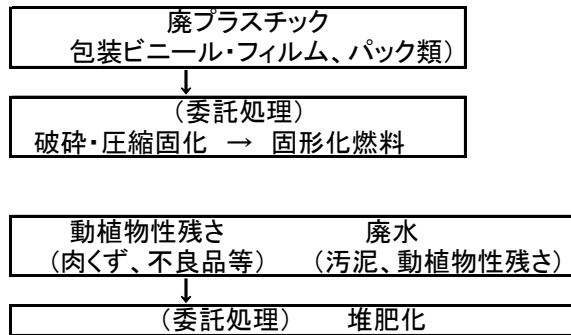 廃プラスチック
包装ビニール・フィルム、パック類）
↓
（委託処理）
破砕・圧縮固化 → 固形化燃料
動植物性残さ 廃水
（肉くず、不良品等） （汚泥、動植物性残さ）
↓
（委託処理） 堆肥化